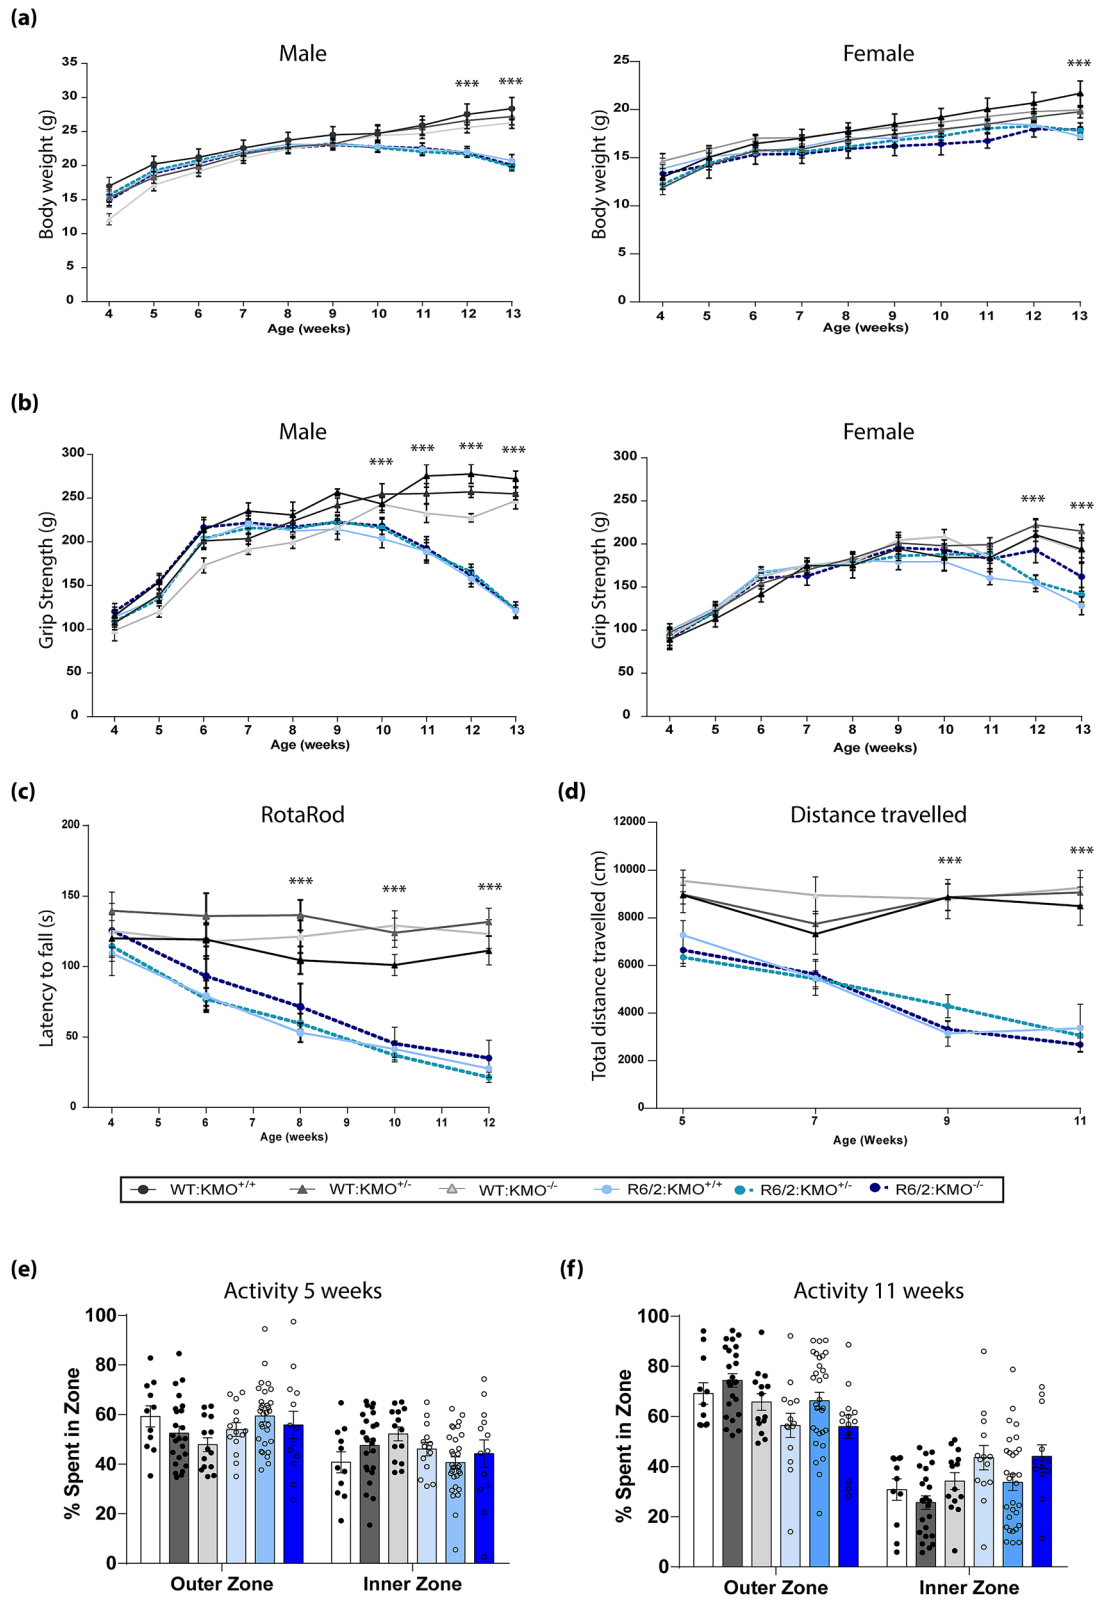 (a)
Male
Female
Body weight (g)
35
30
25
20
15
10
5
0
***
***
4 5 6 7 8 9 10 11 12 13
Age (weeks)
Body weight (g)
25
20
15
10
5
0
***
4 5 6 7 8 9 10 11 12 13
Age (weeks)
(b)
Male
Female
Grip Strength (g)
300
250
200
150
100
50
0
*** *** *** ***
4 5 6 7 8 9 10 11 12 13
Age (weeks)
Grip Strength (g)
300
250
200
150
100
50
0
*** ***
4 5 6 7 8 9 10 11 12 13
Age (weeks)
(c)
RotaRod
Latency to fall (s)
200
150
100
50
0
*** *** ***
4 5 6 7 8 9 10 11 12
Age (weeks)
(d)
Distance travelled
Total distance travelled (cm)
12000
10000
8000
6000
4000
2000
0
*** ***
5 7 9 11
Age (Weeks)
WT:KMO+/+ WT:KMO+/- WT:KMO-/- R6/2:KMO+/+ R6/2:KMO+/- R6/2:KMO-/-
(e)
Activity 5 weeks
% Spent in Zone
100
80
60
40
20
0
Outer Zone Inner Zone
(f)
Activity 11 weeks
% Spent in Zone
100
80
60
40
20
0
Outer Zone Inner Zone